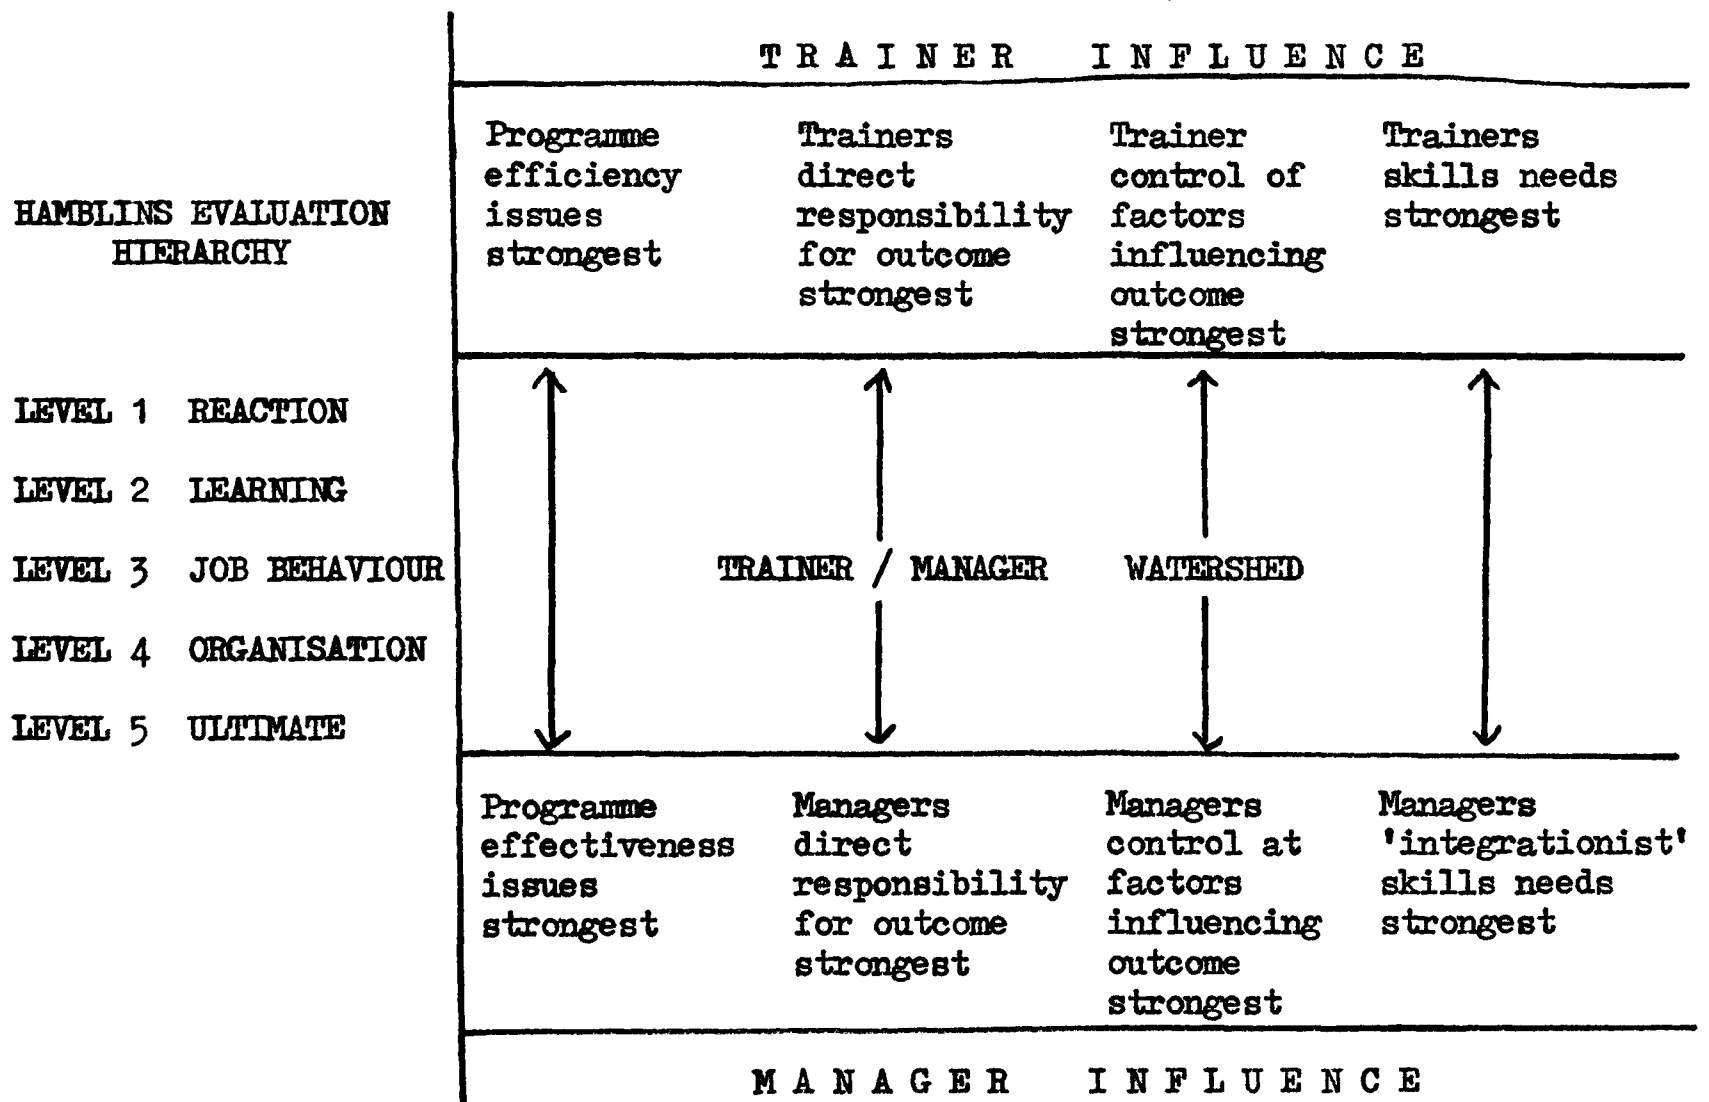 TRAINER INFLUENCE
HAMBLINS EVALUATION
HIERARCHY
Programme
efficiency
issues
strongest
Trainers
direct
responsibility
for outcome
strongest
Trainer
control of
factors
influencing
outcome
strongest
Trainers
skills needs
strongest
LEVEL 1 REACTION
LEVEL 2 LEARNING
LEVEL 3 JOB BEHAVIOUR
TRAINER / MANAGER WATERSHED
LEVEL 4 ORGANISATION
LEVEL 5 ULTIMATE
Programme
effectiveness
issues
strongest
Managers
direct
responsibility
for outcome
strongest
Managers
control at
factors
influencing
outcome
strongest
Managers
'integrationist'
skills needs
strongest
MANAGER INFLUENCE